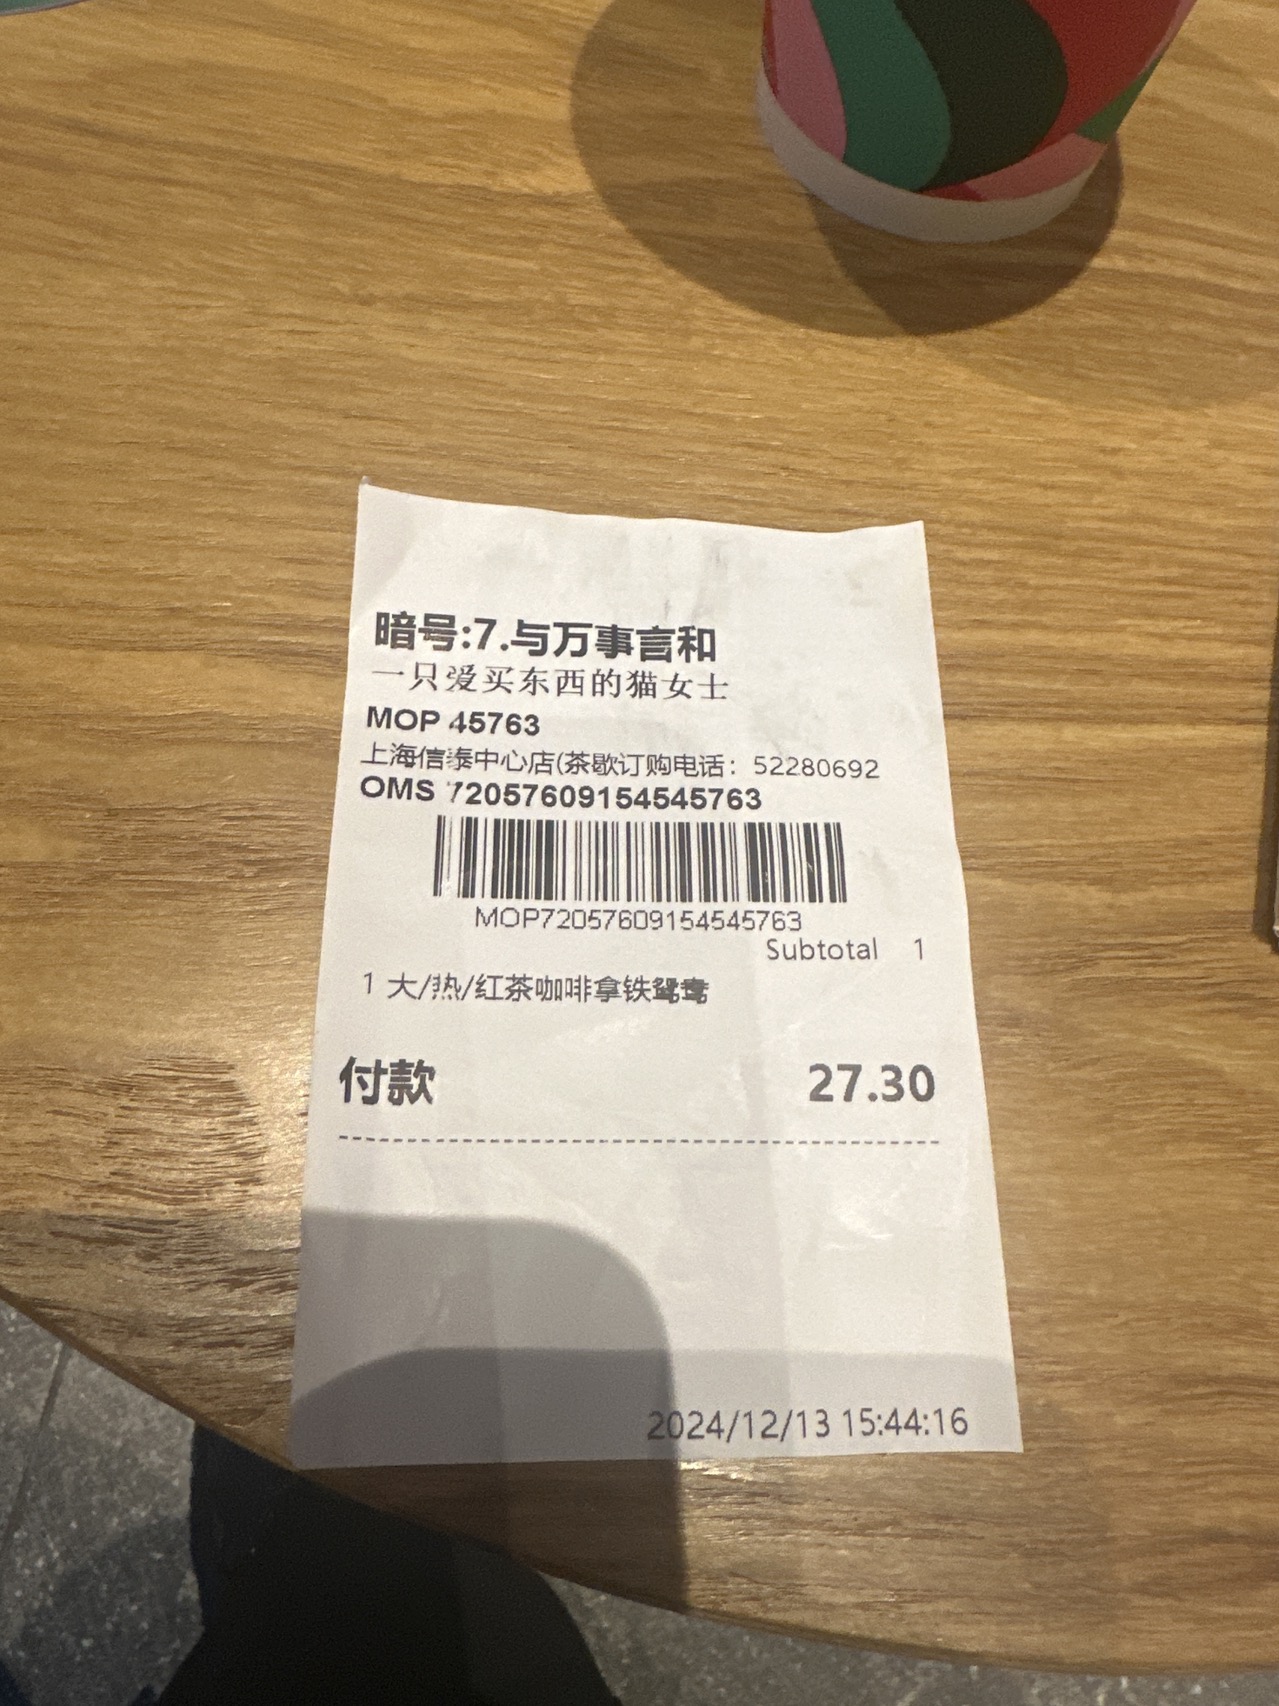 暗号:7.与万事言和
一只爱买东西的猫女士
MOP 45763
上海信泰中心店(茶歇订购电话：52280692
OMS 72057609154545763
MOP72057609154545763
Subtotal 1
1 大/热/红茶咖啡拿铁鸳鸯
付款 27.30
2024/12/13 15:44:16